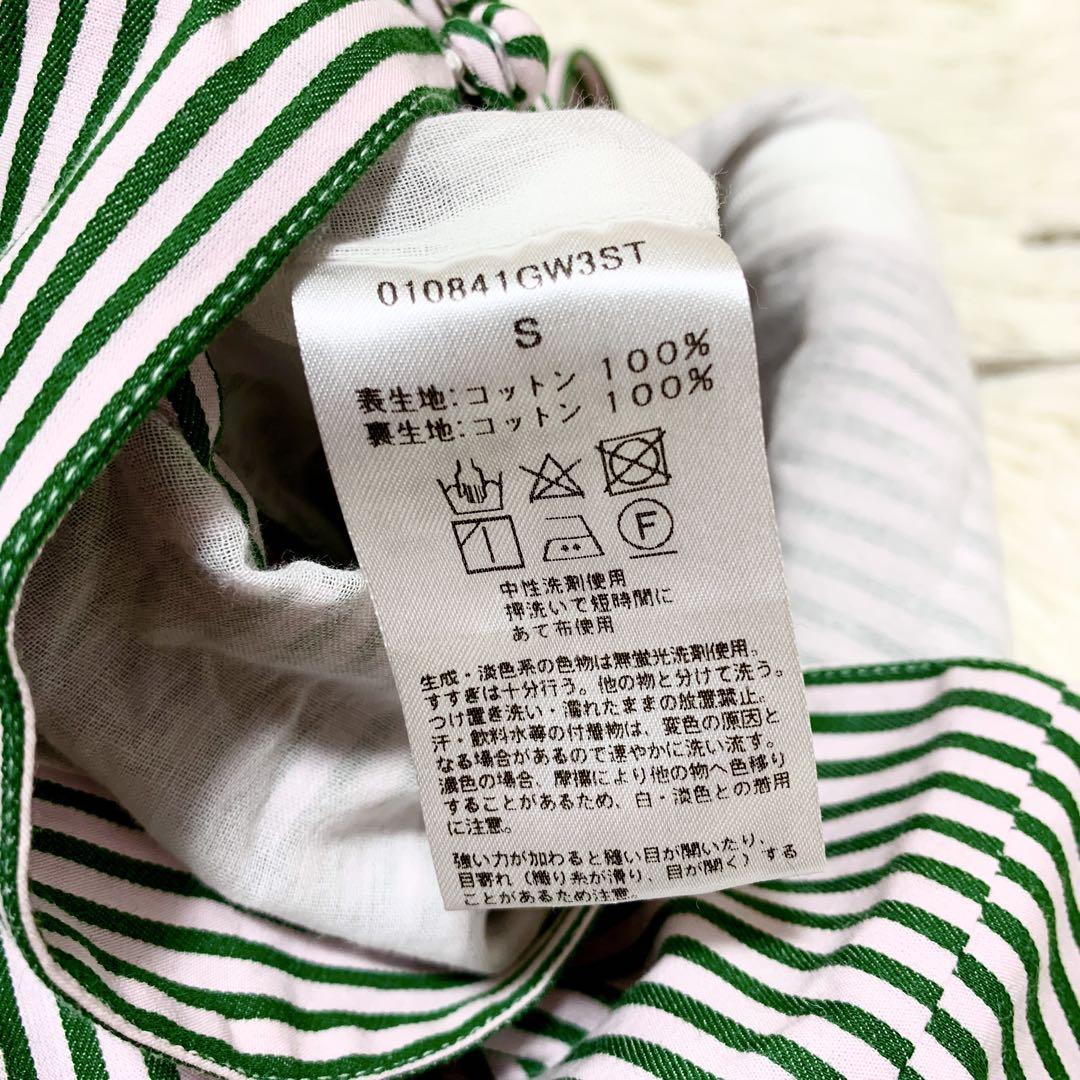 010841GW3ST
S
表生地:コットン 100%
裏生地:コットン 100%
F
中性洗剤使用
押洗いで短時間に
あて布使用
生成・淡色系の色物は無蛍光洗剤使用。
すすぎは十分行う。他の物と分けて洗う。
つけ置き洗い・濡れたままの放置禁止。
汗・飲料水等の付着物は、変色の原因と
なる場合があるので速やかに洗い流す。
濃色の場合、摩擦により他の物へ色移り
することがあるため、白・淡色との着用
に注意。
強い力が加わると縫い目が開いたり、
目寄れ(織り糸が滑り、目が開く)する
ことがあるため注意。